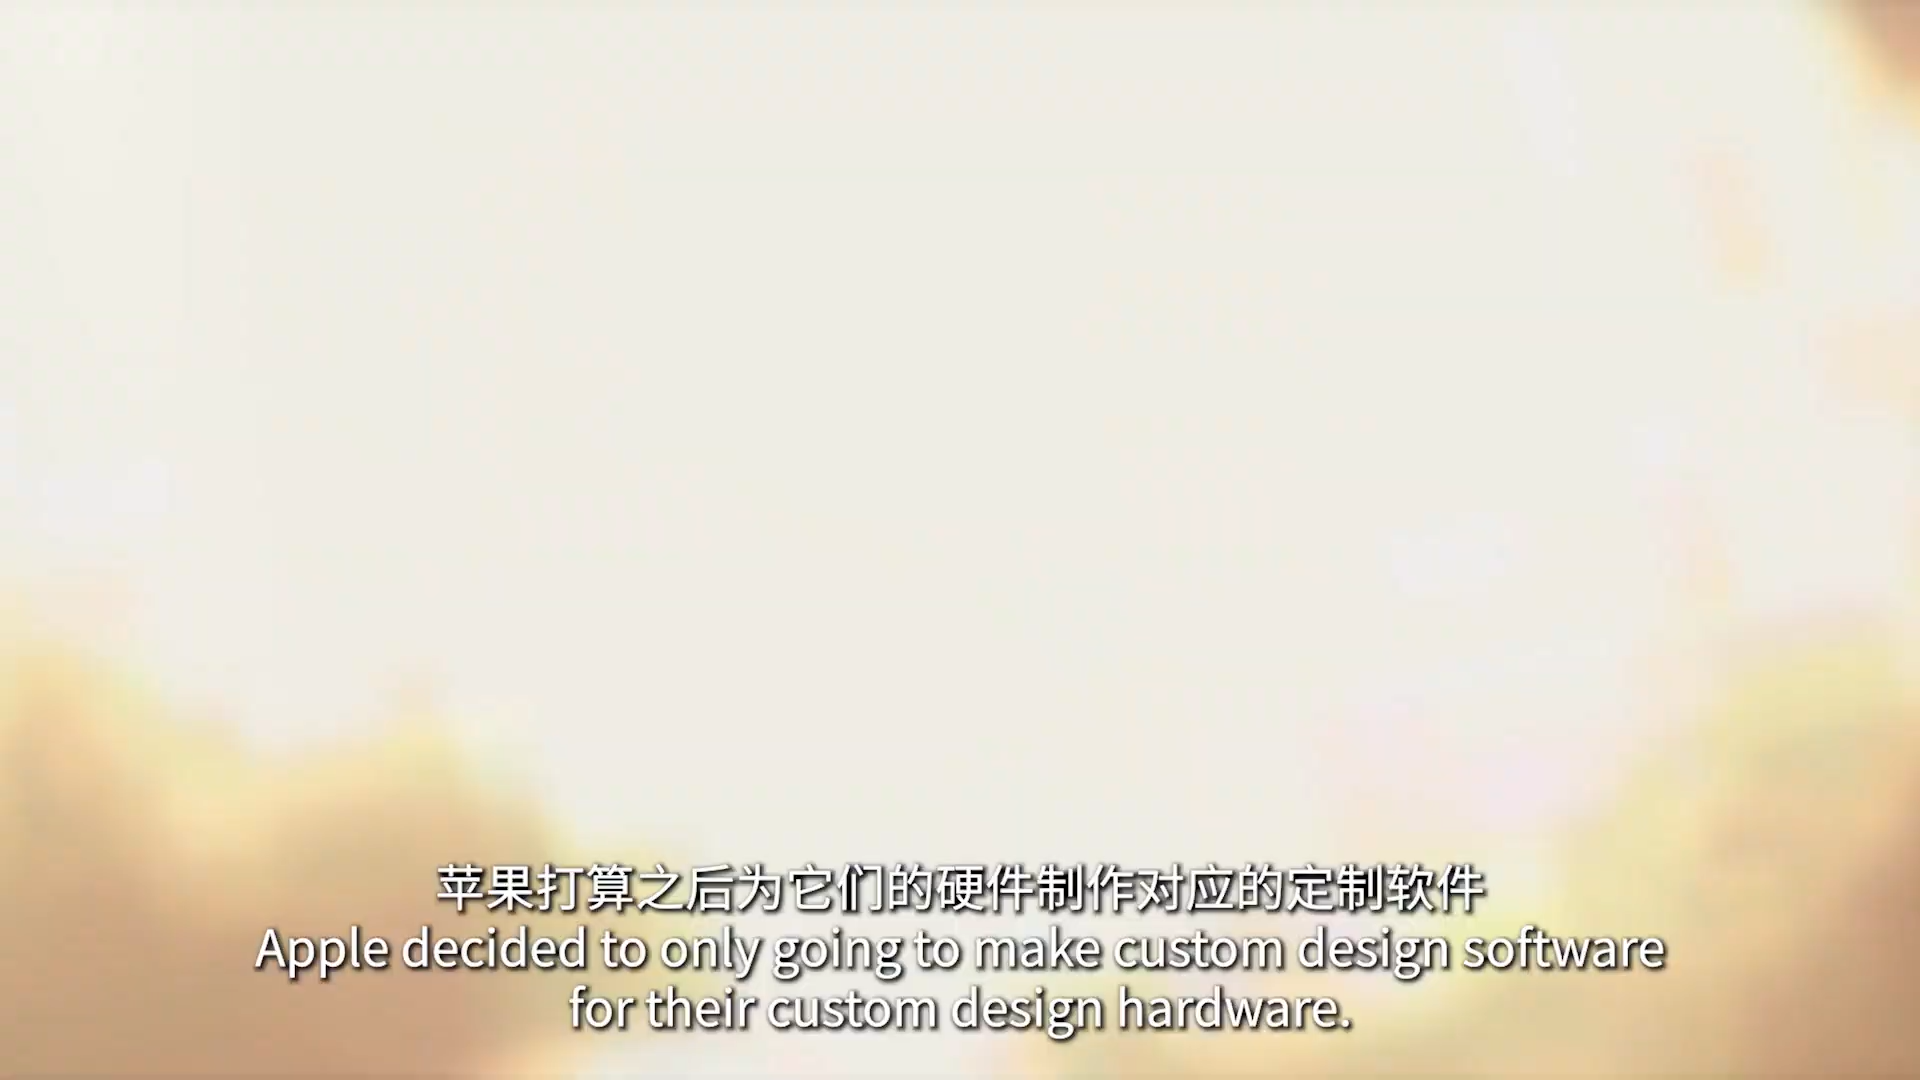 苹果打算之后为它们的硬件制作对应的定制软件
Apple decided to only going to make custom design software
for their custom design hardware.